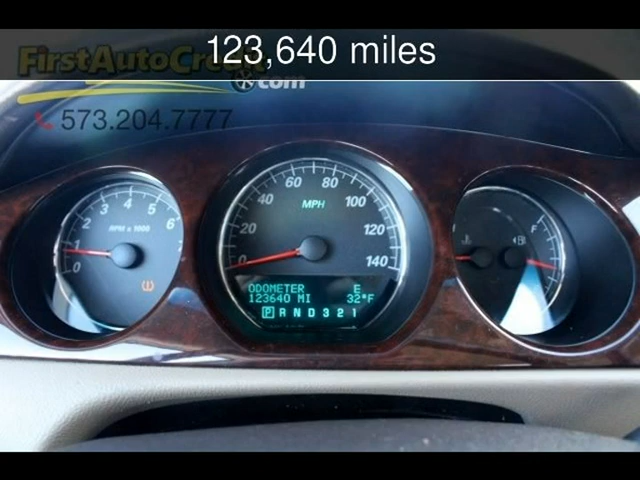 123,640 miles
FirstAutoCredit
.com
573.204.7777
0 1 2 3 4 5 6
RPM x 1000
0 20 40 60 80 100 120 140
MPH
F
ODOMETER E
123640 MI 32°F
P R N D 3 2 1